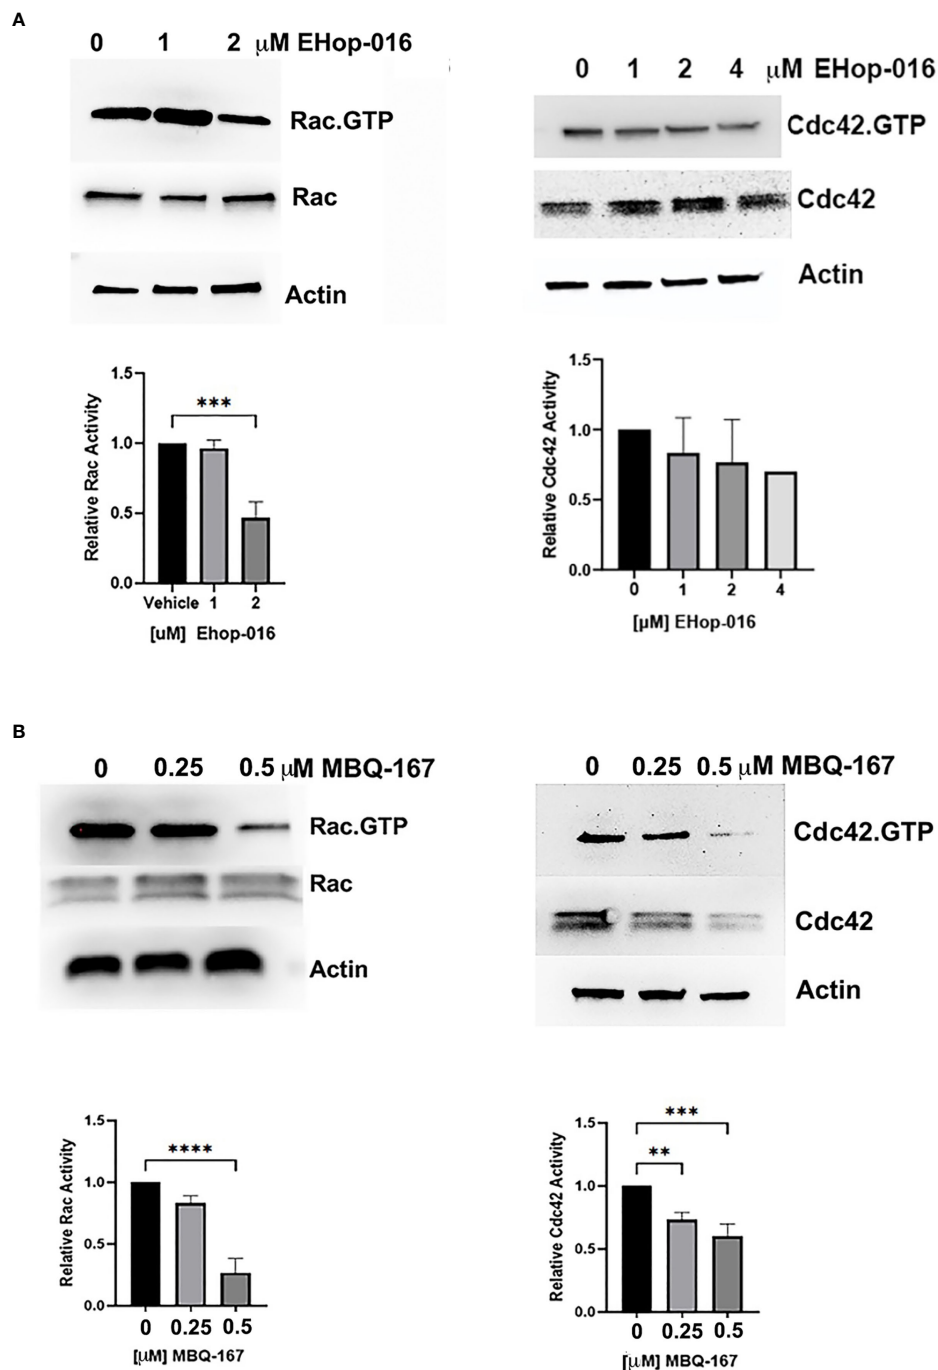 A
0 1 2 μM EHop-016
Rac.GTP
Rac
Actin
0 1 2 4 μM EHop-016
Cdc42.GTP
Cdc42
Actin
Relative Rac Activity
1.5
1.0
0.5
0.0
***
Vehicle 1 2
[uM] Ehop-016
Relative Cdc42 Activity
1.5
1.0
0.5
0.0
0 1 2 4
[μM] EHop-016
B
0 0.25 0.5 μM MBQ-167
Rac.GTP
Rac
Actin
0 0.25 0.5 μM MBQ-167
Cdc42.GTP
Cdc42
Actin
Relative Rac Activity
1.5
1.0
0.5
0.0
****
0 0.25 0.5
[μM] MBQ-167
Relative Cdc42 Activity
1.5
1.0
0.5
0.0
***
**
0 0.25 0.5
[μM] MBQ-167